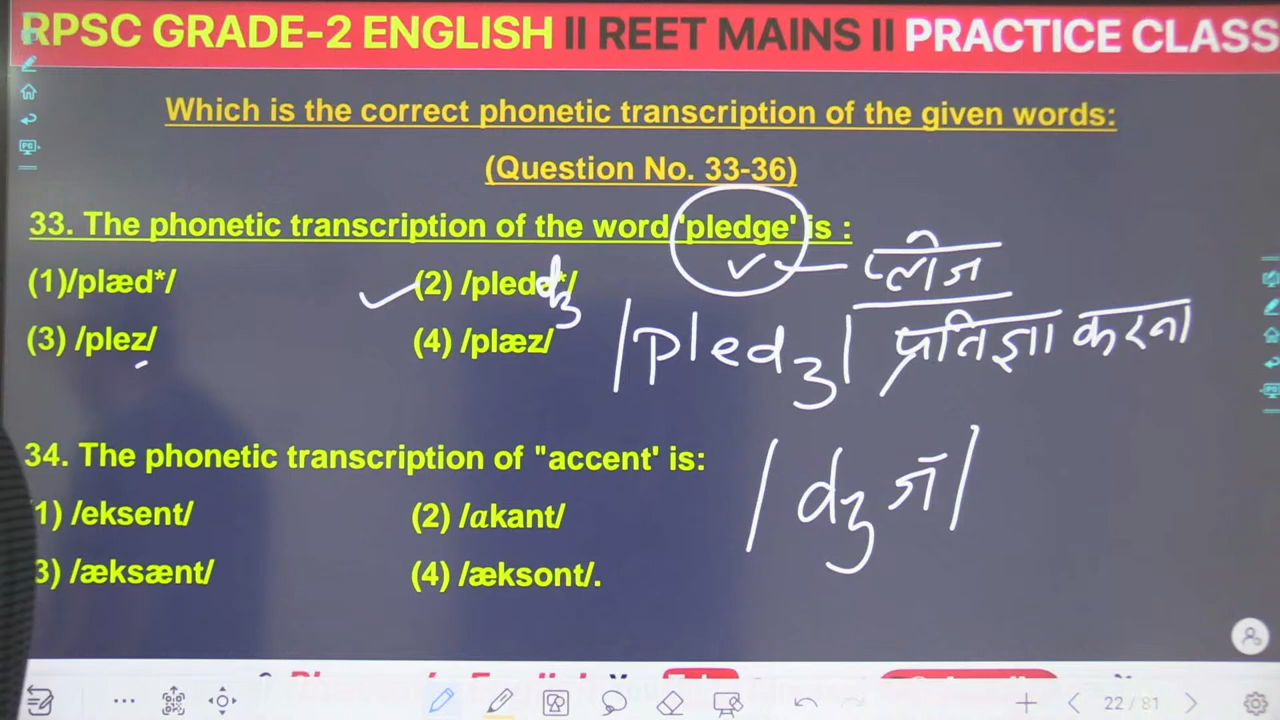 RPSC GRADE-2 ENGLISH II REET MAINS II PRACTICE CLASS
Which is the correct phonetic transcription of the given words:
(Question No. 33-36)
33. The phonetic transcription of the word 'pledge' is :
(1)/plæd*/ (2) /pled
dʒ
(3) /plez/ (4) /plæz/
प्लेज
/pledʒ/ प्रतिज्ञा करना
34. The phonetic transcription of "accent' is:
1) /eksent/ (2) /ɑkant/
/dʒ ज/
3) /æksænt/ (4) /æksont/.
22 / 81